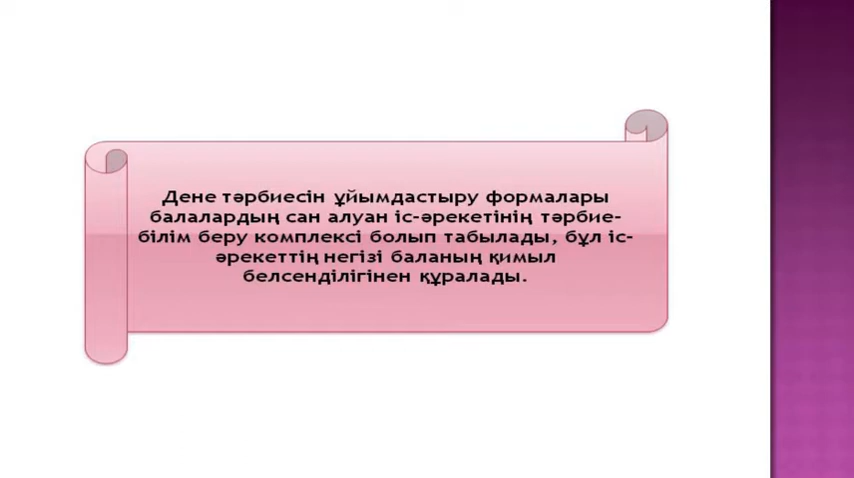 Дене тәрбиесін ұйымдастыру формалары
балалардың сан алуан іс-әрекетінің тәрбие-
білім беру комплексі болып табылады, бұл іс-
әрекеттің негізі баланың қимыл
белсенділігінен құралады.